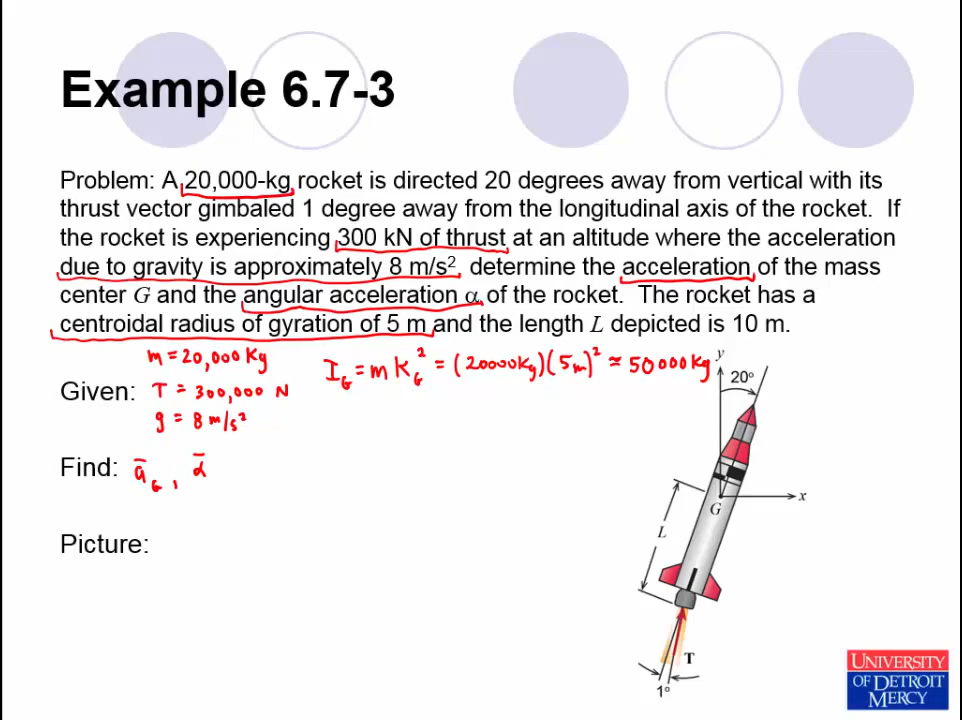 Example 6.7-3
Problem: A 20,000-kg rocket is directed 20 degrees away from vertical with its
thrust vector gimbaled 1 degree away from the longitudinal axis of the rocket. If
the rocket is experiencing 300 kN of thrust at an altitude where the acceleration
due to gravity is approximately 8 m/s², determine the acceleration of the mass
center G and the angular acceleration α of the rocket. The rocket has a
centroidal radius of gyration of 5 m and the length L depicted is 10 m.
m = 20,000 Kg
I_G = m K_G² = (20000Kg)(5m)² ≈ 50000Kg
Given: T = 300,000 N
g = 8 m/s²
Find: ā_G, ᾱ
Picture:
y
20°
x
G
L
T
1°
UNIVERSITY
OF DETROIT
MERCY